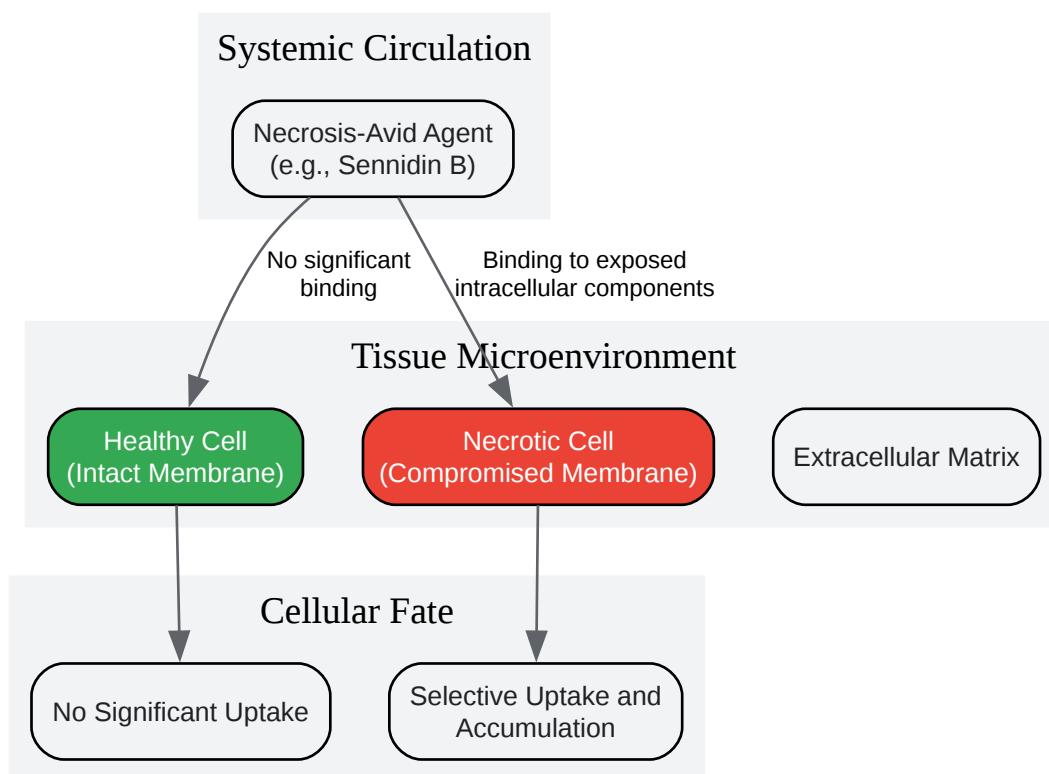 Systemic Circulation
Necrosis-Avid Agent
(e.g., Sennidin B)
No significant
binding
Binding to exposed
intracellular components
Tissue Microenvironment
Healthy Cell
(Intact Membrane)
Necrotic Cell
(Compromised Membrane)
Extracellular Matrix
Cellular Fate
No Significant Uptake
Selective Uptake and
Accumulation